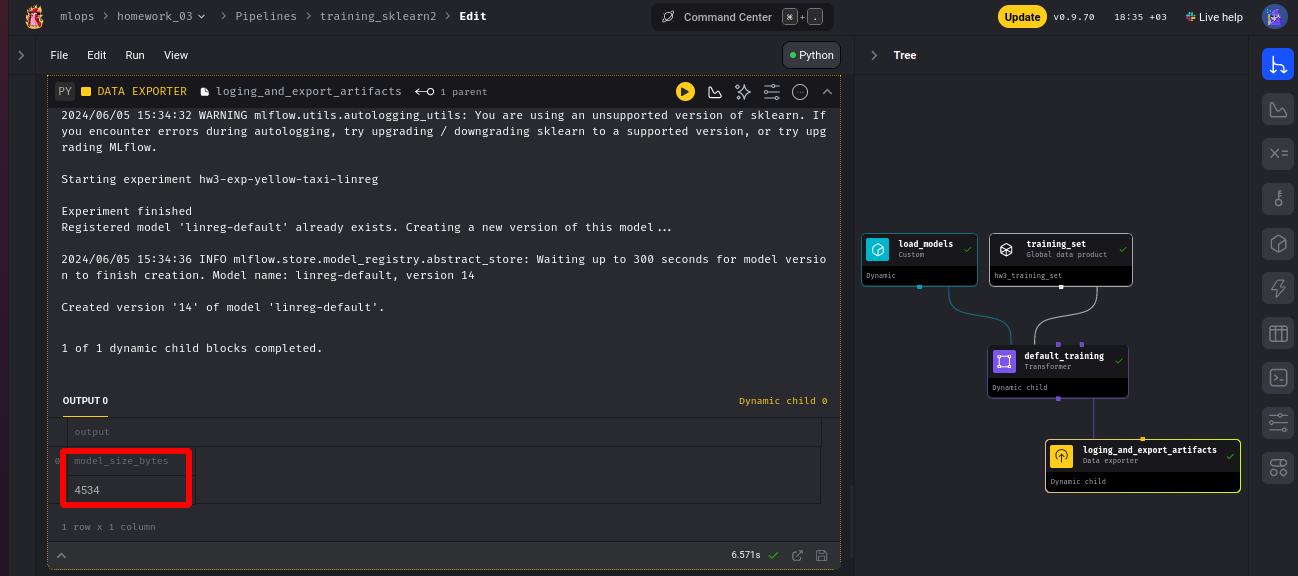 mlops > homework_03 > Pipelines > training_sklearn2 > Edit
Command Center ⌘ + .
Update v0.9.70 18:35 +03 Live help
File Edit Run View
Python
Tree
PY DATA EXPORTER loging_and_export_artifacts 1 parent
2024/06/05 15:34:32 WARNING mlflow.utils.autologging_utils: You are using an unsupported version of sklearn. If
you encounter errors during autologging, try upgrading / downgrading sklearn to a supported version, or try upg
rading MLflow.
Starting experiment hw3-exp-yellow-taxi-linreg
Experiment finished
Registered model 'linreg-default' already exists. Creating a new version of this model...
2024/06/05 15:34:36 INFO mlflow.store.model_registry.abstract_store: Waiting up to 300 seconds for model versio
n to finish creation. Model name: linreg-default, version 14
Created version '14' of model 'linreg-default'.
1 of 1 dynamic child blocks completed.
OUTPUT 0
Dynamic child 0
output
0
model_size_bytes
4534
1 row x 1 column
6.571s
load_models
Custom
Dynamic
training_set
Global data product
hw3_training_set
default_training
Transformer
Dynamic child
loging_and_export_artifacts
Data exporter
Dynamic child